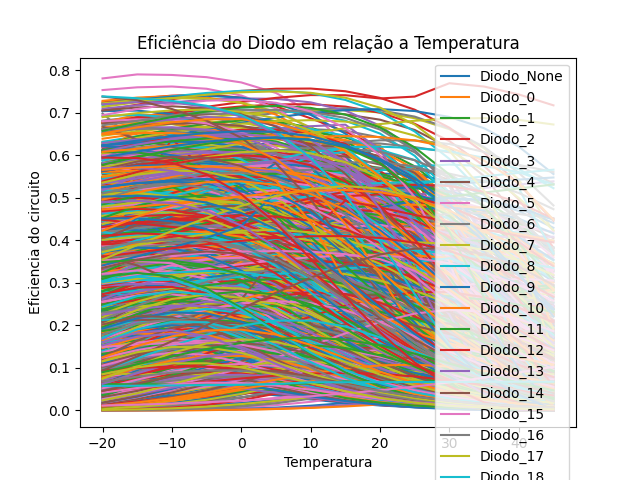 Eficiência do Diodo em relação a Temperatura
Eficiencia do circuito
0.8
0.7
0.6
0.5
0.4
0.3
0.2
0.1
0.0
−20
−10
0
10
20
30
40
Temperatura
Diodo_None
Diodo_0
Diodo_1
Diodo_2
Diodo_3
Diodo_4
Diodo_5
Diodo_6
Diodo_7
Diodo_8
Diodo_9
Diodo_10
Diodo_11
Diodo_12
Diodo_13
Diodo_14
Diodo_15
Diodo_16
Diodo_17
Diodo_18